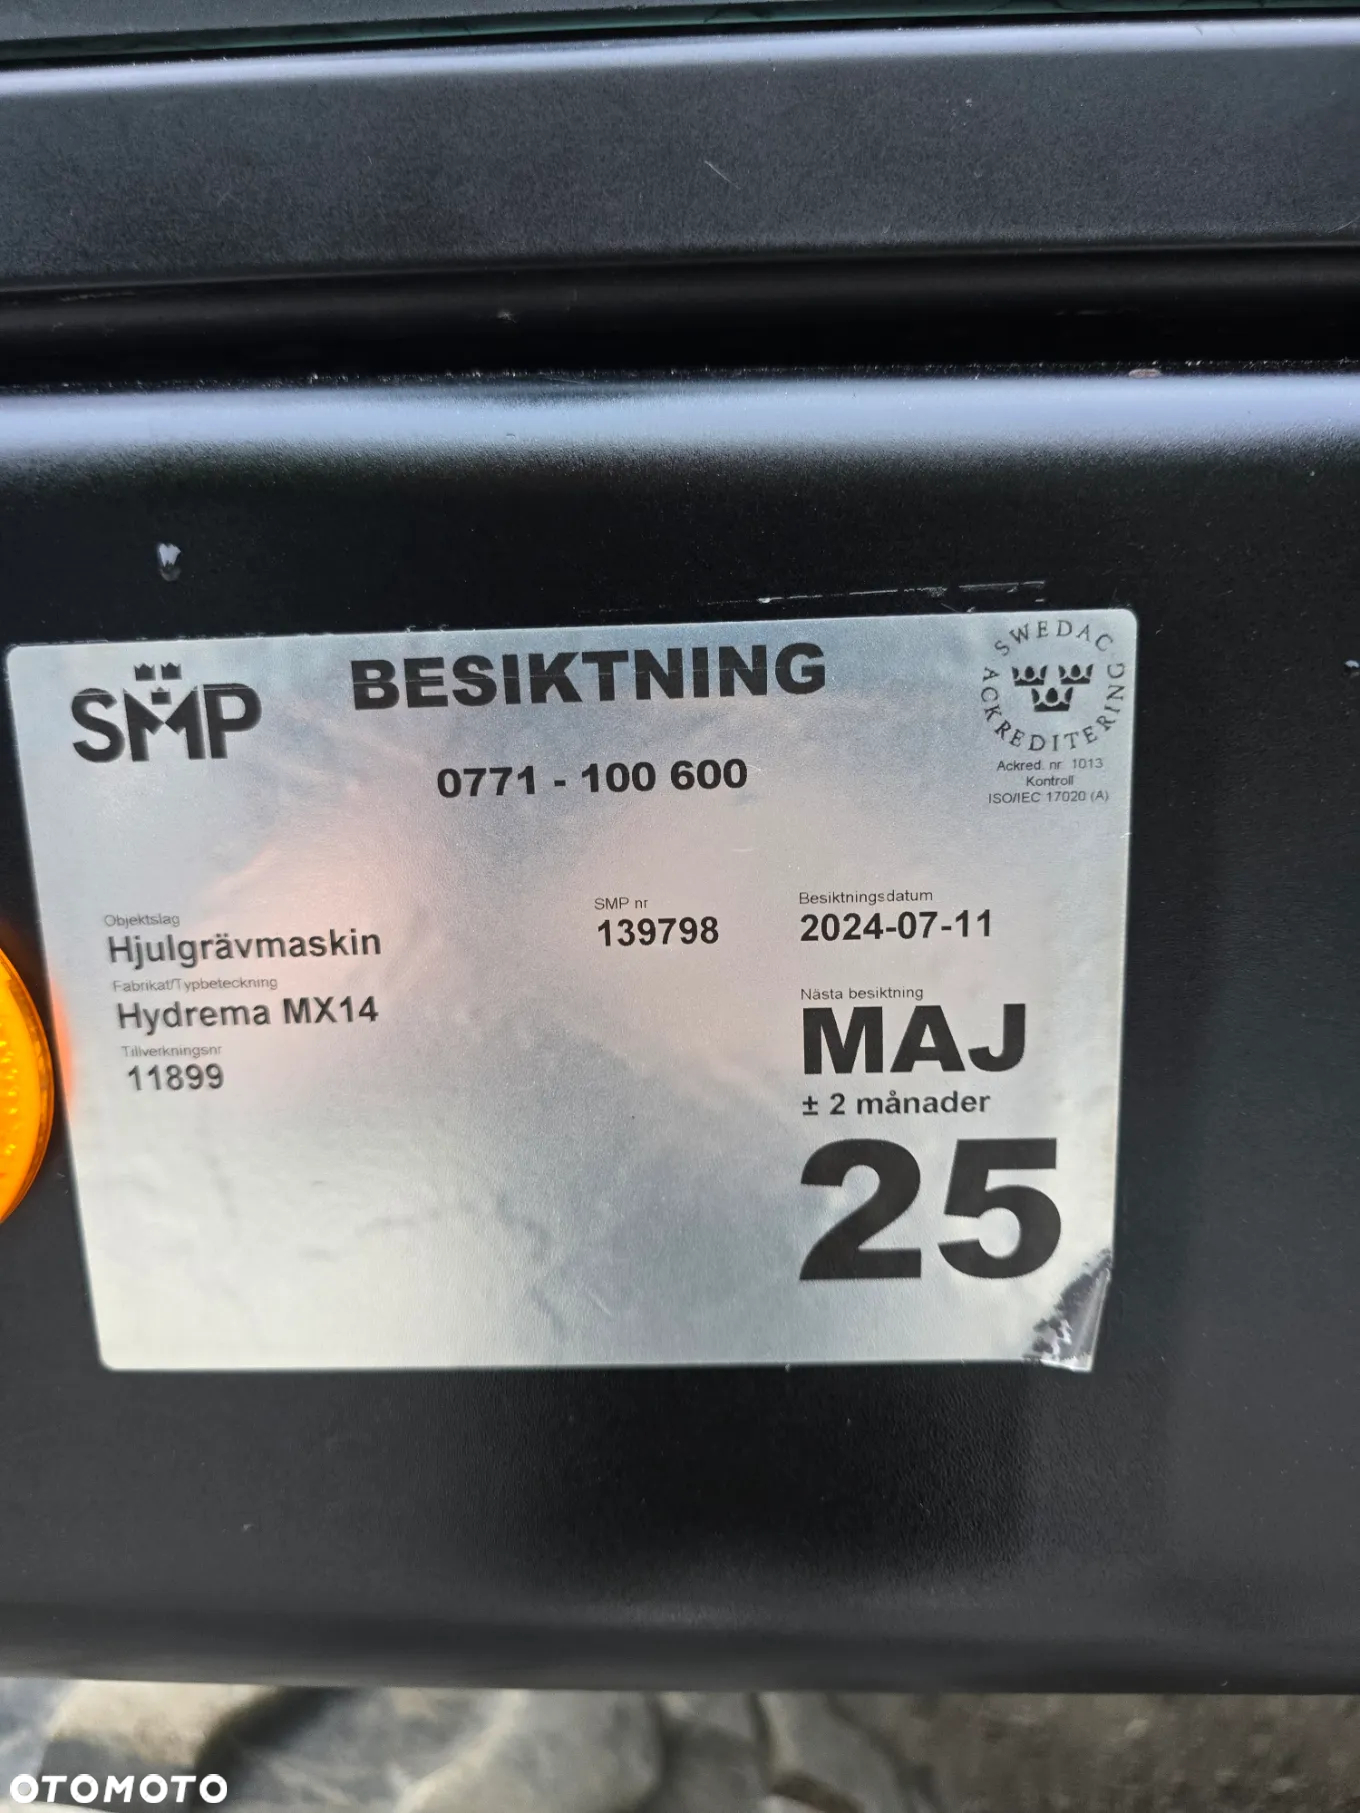 SMP
BESIKTNING
0771 - 100 600
SWEDAC ACKREDITERING
Ackred. nr. 1013
Kontroll
ISO/IEC 17020 (A)
Objektslag
Hjulgrävmaskin
Fabrikat/Typbeteckning
Hydrema MX14
Tillverkningsnr
11899
SMP nr
139798
Besiktningsdatum
2024-07-11
Nästa besiktning
MAJ
± 2 månader
25
OTOMOTO